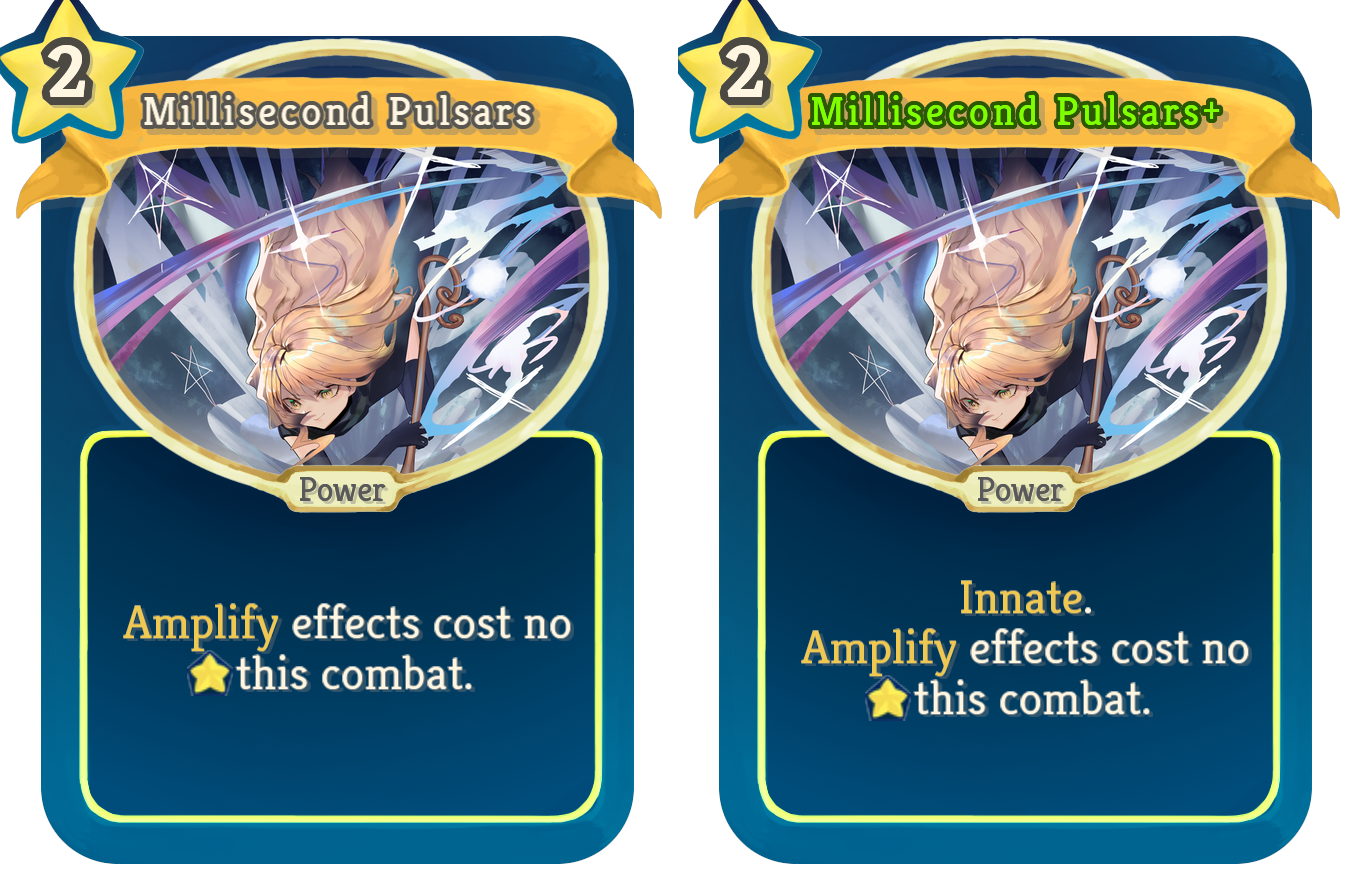 2
Millisecond Pulsars
Power
Amplify effects cost no
this combat.
2
Millisecond Pulsars+
Power
Innate.
Amplify effects cost no
this combat.